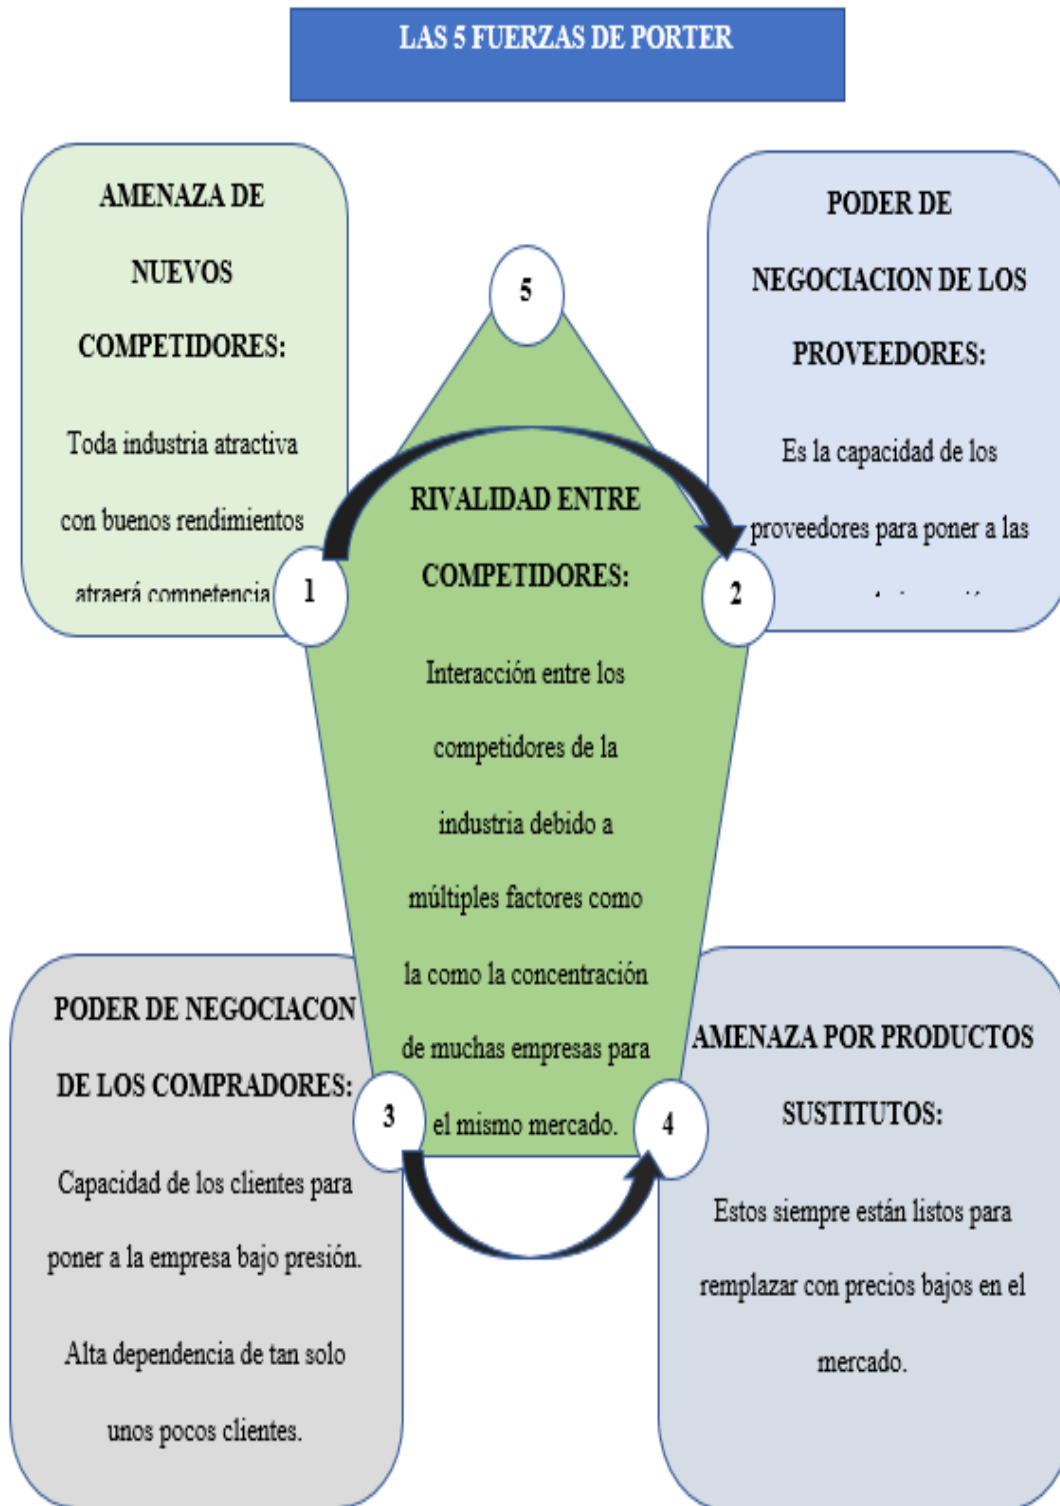 LAS 5 FUERZAS DE PORTER
AMENAZA DE
NUEVOS
COMPETIDORES:
Toda industria atractiva
con buenos rendimientos
atraerá competencia
1
PODER DE
NEGOCIACION DE LOS
PROVEEDORES:
Es la capacidad de los
proveedores para poner a las
2
5
RIVALIDAD ENTRE
COMPETIDORES:
Interacción entre los
competidores de la
industria debido a
múltiples factores como
la como la concentración
de muchas empresas para
el mismo mercado.
PODER DE NEGOCIACON
DE LOS COMPRADORES:
Capacidad de los clientes para
poner a la empresa bajo presión.
Alta dependencia de tan solo
unos pocos clientes.
3
4
AMENAZA POR PRODUCTOS
SUSTITUTOS:
Estos siempre están listos para
remplazar con precios bajos en el
mercado.